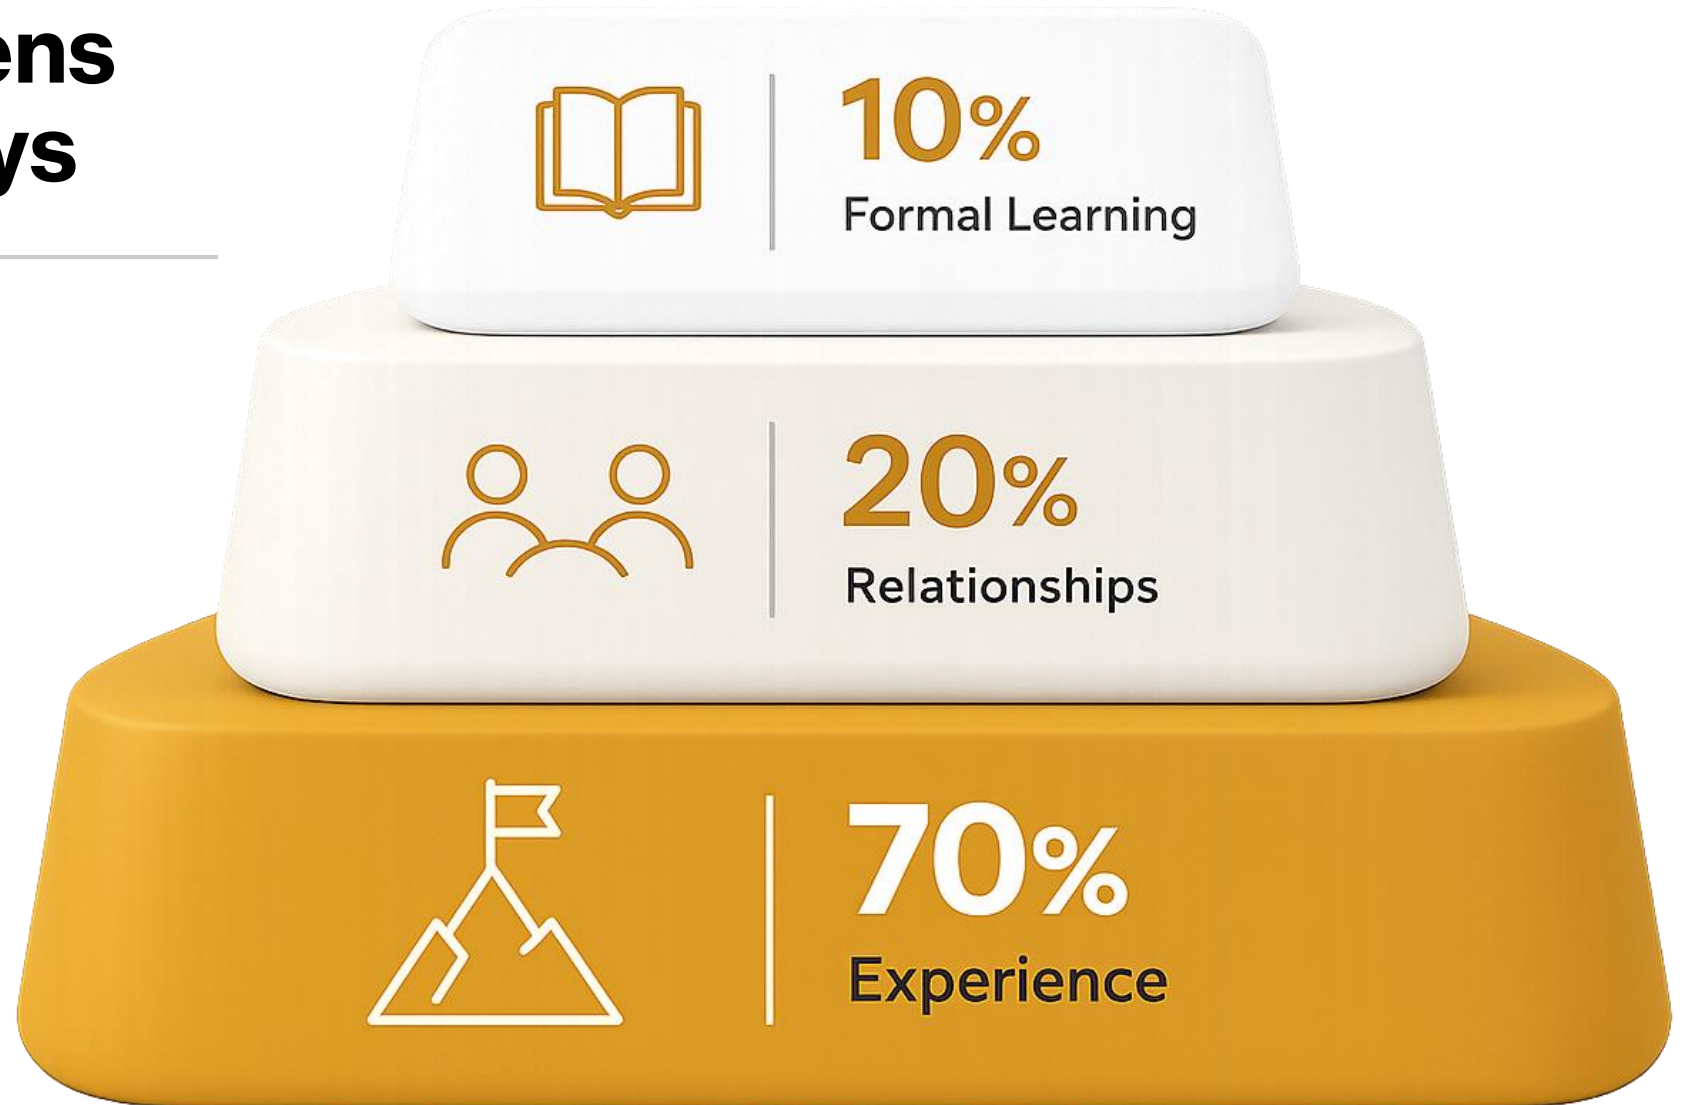 ens
ys
10%
Formal Learning
20%
Relationships
70%
Experience